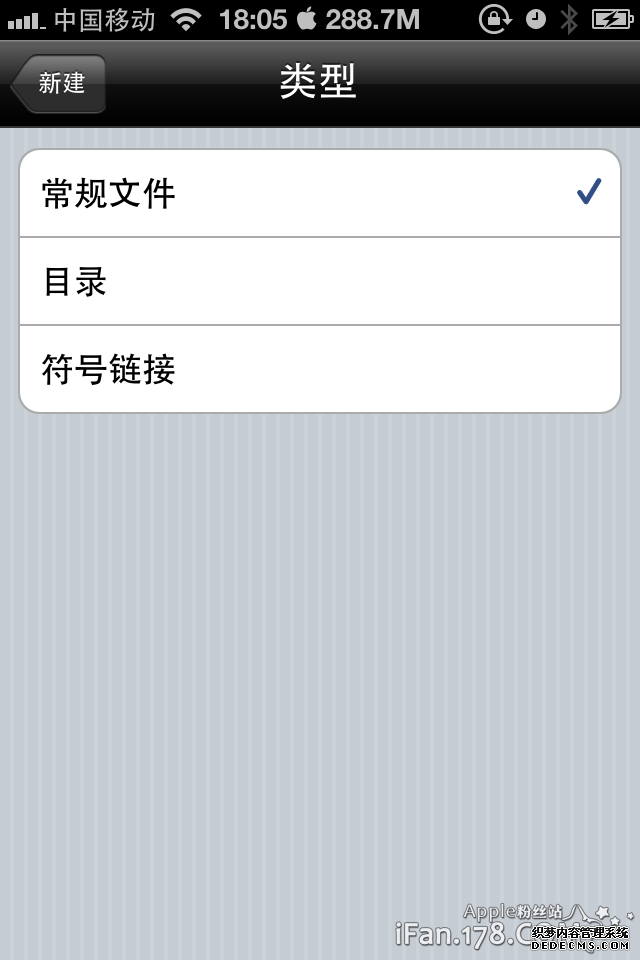 中国移动 18:05 288.7M
新建 类型
常规文件
目录
符号链接
Apple粉丝站
iFan.178.C
织梦内容管理系统
DEDECMS.COM